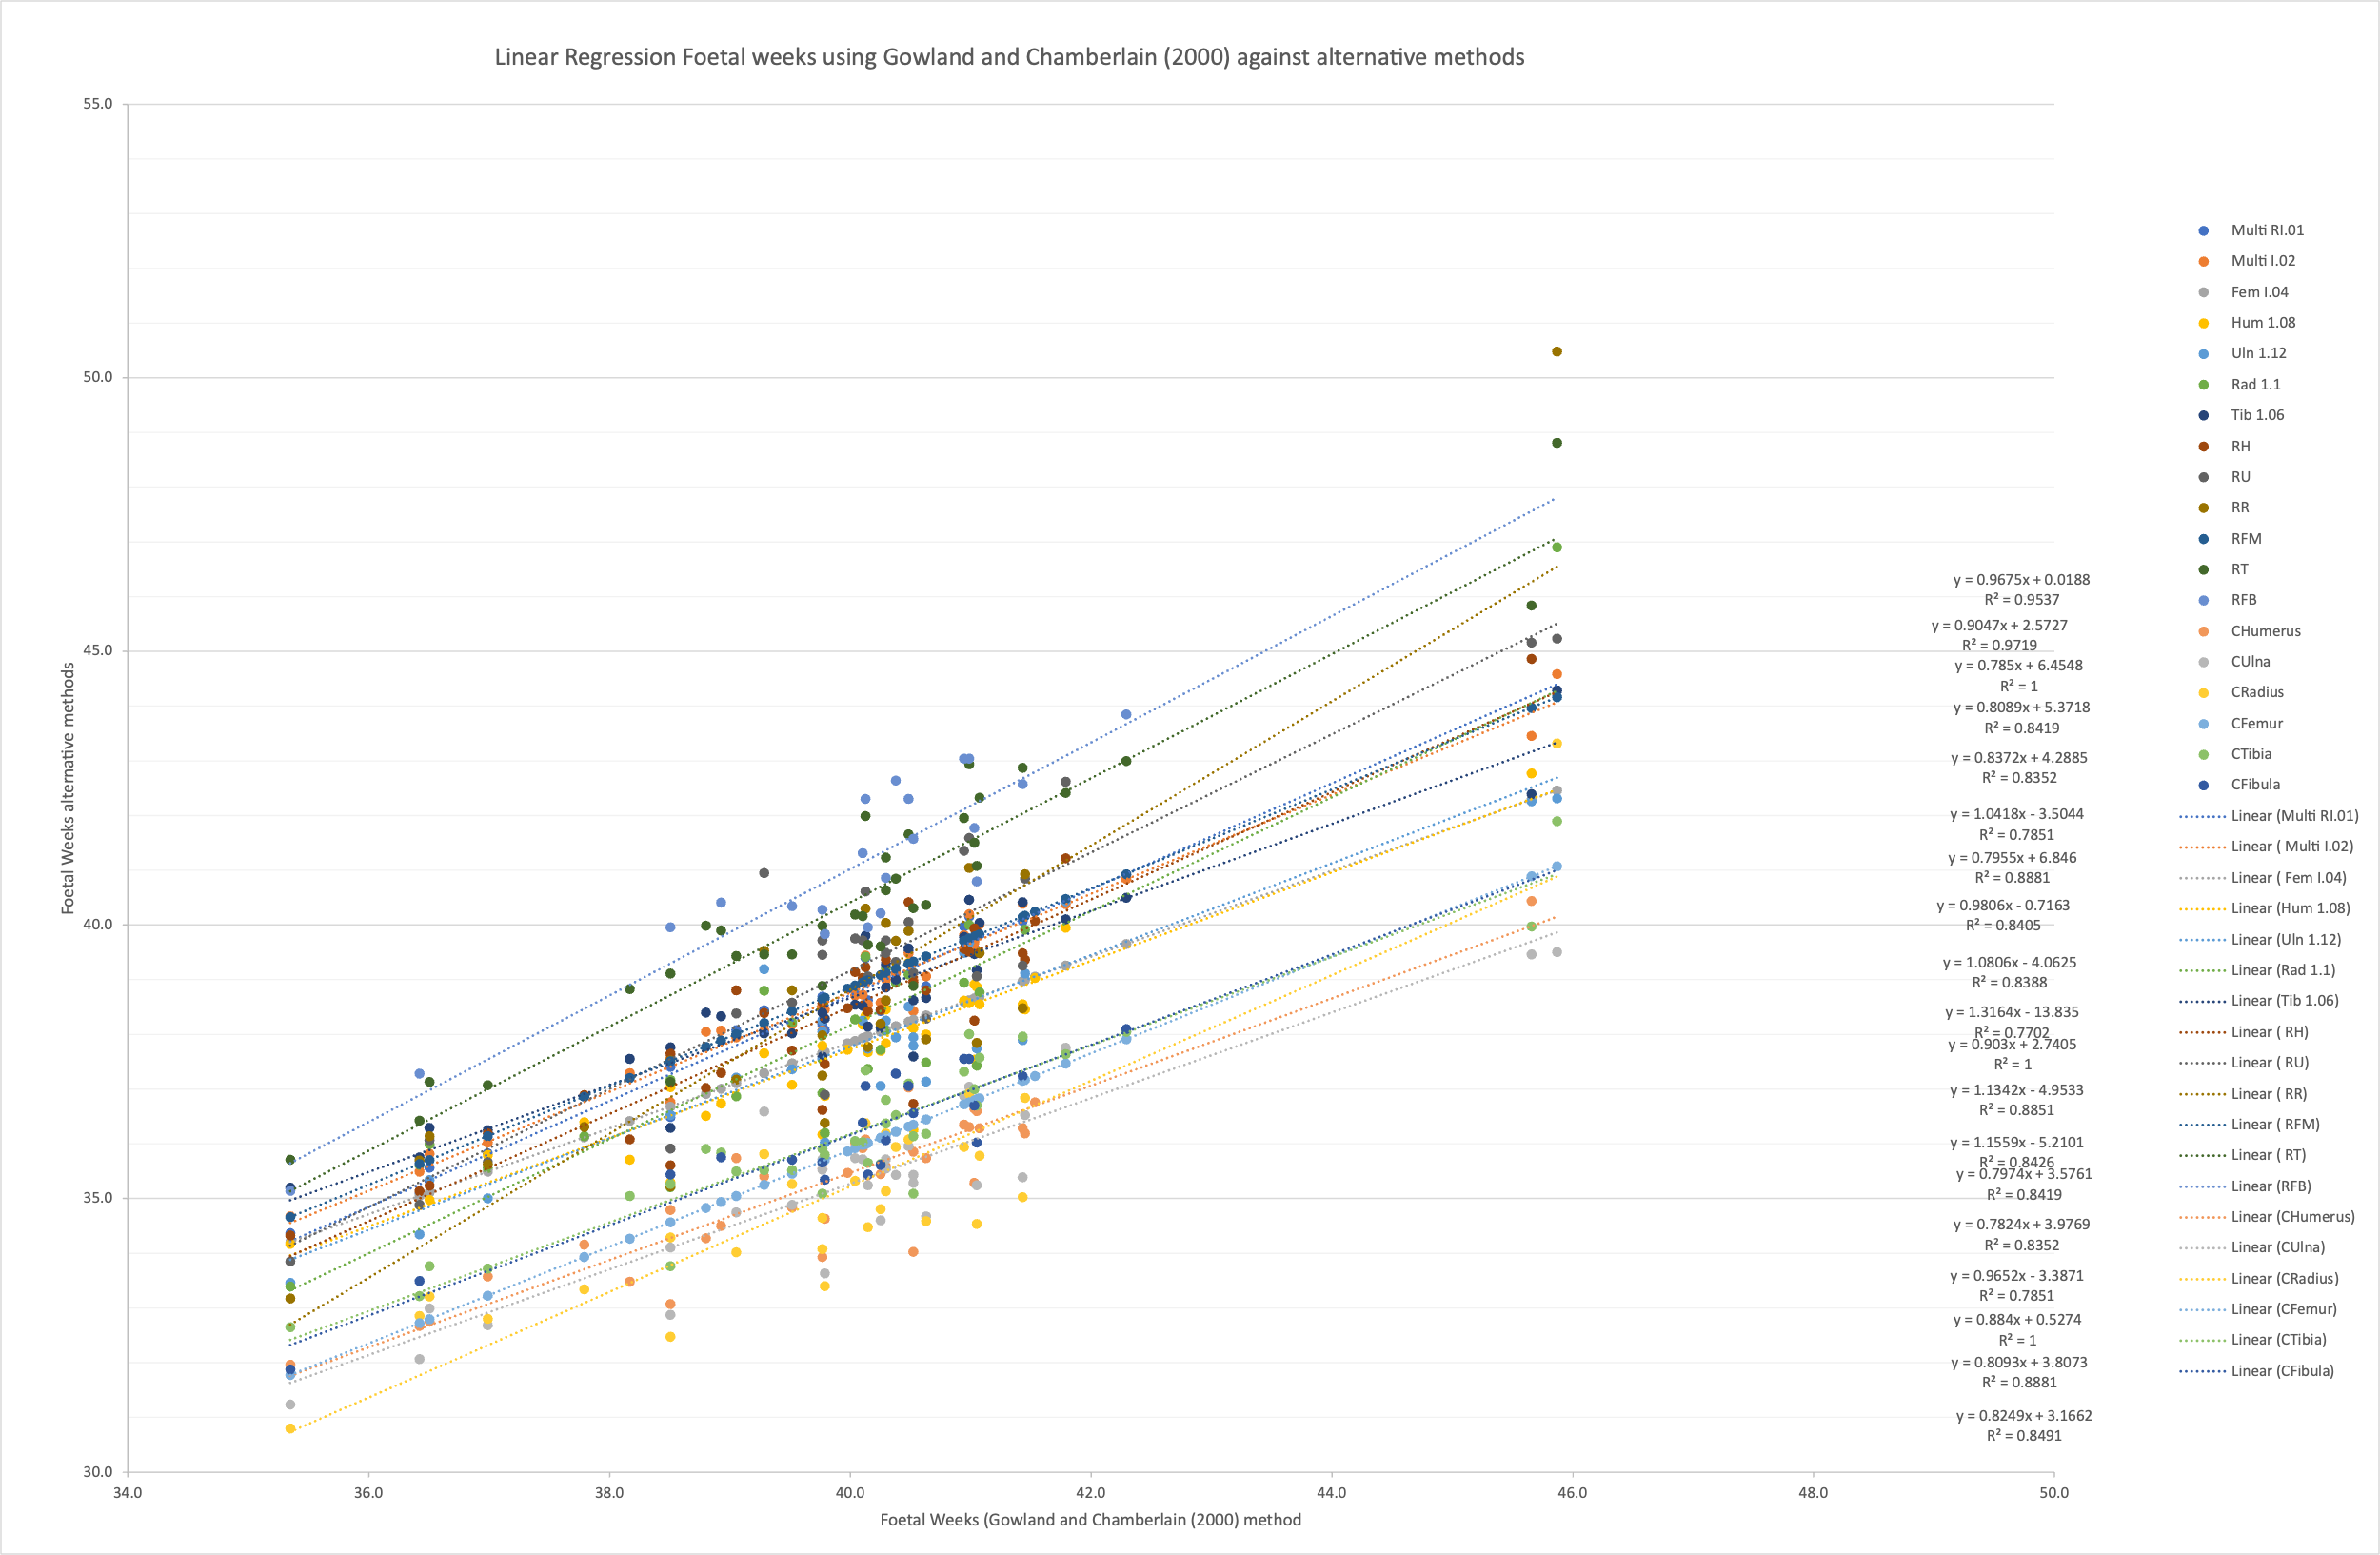 Linear Regression Foetal weeks using Gowland and Chamberlain (2000) against alternative methods
55.0
50.0
45.0
40.0
35.0
30.0
Foetal Weeks alternative methods
34.0
36.0
38.0
40.0
42.0
44.0
46.0
48.0
50.0
Foetal Weeks (Gowland and Chamberlain (2000) method
y = 0.9675x + 0.0188
R² = 0.9537
y = 0.9047x + 2.5727
R² = 0.9719
y = 0.785x + 6.4548
R² = 1
y = 0.8089x + 5.3718
R² = 0.8419
y = 0.8372x + 4.2885
R² = 0.8352
y = 1.0418x - 3.5044
R² = 0.7851
y = 0.7955x + 6.846
R² = 0.8881
y = 0.9806x - 0.7163
R² = 0.8405
y = 1.0806x - 4.0625
R² = 0.8388
y = 1.3164x - 13.835
R² = 0.7702
y = 0.903x + 2.7405
R² = 1
y = 1.1342x - 4.9533
R² = 0.8851
y = 1.1559x - 5.2101
R² = 0.8426
y = 0.7974x + 3.5761
R² = 0.8419
y = 0.7824x + 3.9769
R² = 0.8352
y = 0.9652x - 3.3871
R² = 0.7851
y = 0.884x + 0.5274
R² = 1
y = 0.8093x + 3.8073
R² = 0.8881
y = 0.8249x + 3.1662
R² = 0.8491
Multi RI.01
Multi I.02
Fem I.04
Hum 1.08
Uln 1.12
Rad 1.1
Tib 1.06
RH
RU
RR
RFM
RT
RFB
CHumerus
CUlna
CRadius
CFemur
CTibia
CFibula
Linear (Multi RI.01)
Linear ( Multi I.02)
Linear ( Fem I.04)
Linear (Hum 1.08)
Linear (Uln 1.12)
Linear (Rad 1.1)
Linear (Tib 1.06)
Linear ( RH)
Linear ( RU)
Linear ( RR)
Linear ( RFM)
Linear ( RT)
Linear (RFB)
Linear (CHumerus)
Linear (CUlna)
Linear (CRadius)
Linear (CFemur)
Linear (CTibia)
Linear (CFibula)